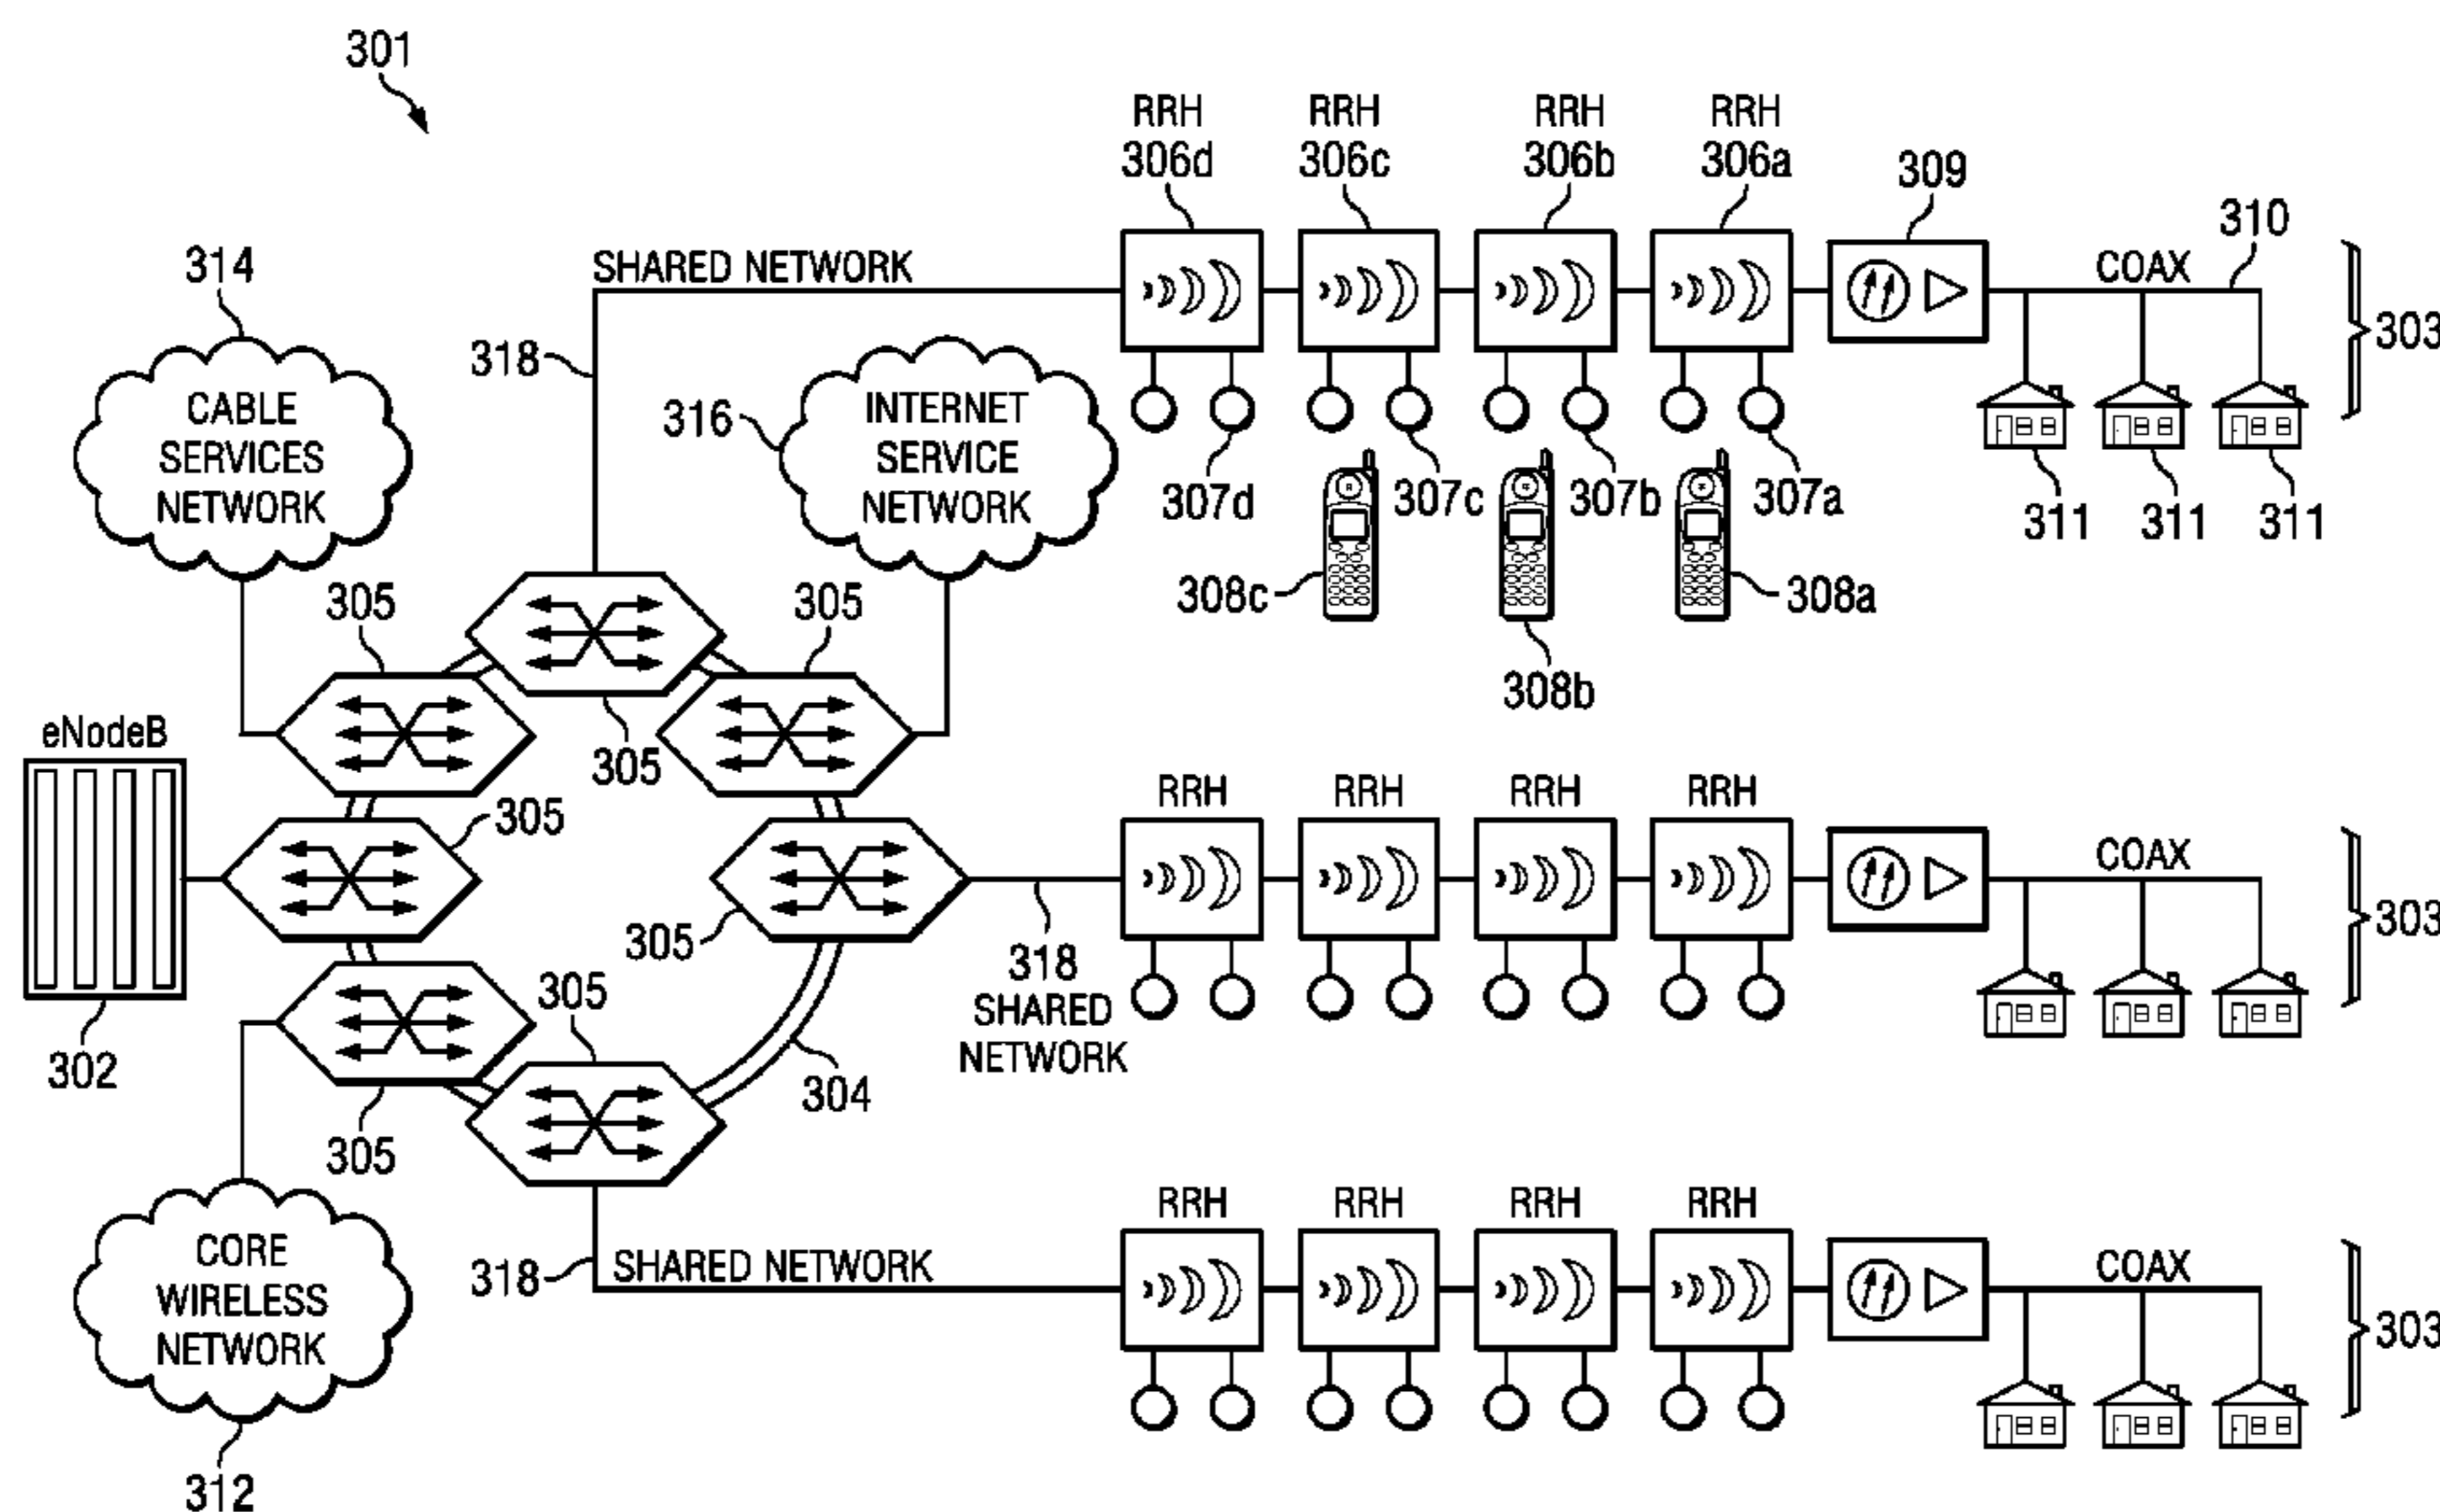 301
RRH
306d
RRH
306c
RRH
306b
RRH
306a
309
310
314
SHARED NETWORK
COAX
303
318
CABLE
SERVICES
NETWORK
316
INTERNET
SERVICE
NETWORK
307d
307c
307b
307a
311
311
311
308c
308a
308b
305
305
305
eNodeB
305
RRH
RRH
RRH
RRH
COAX
303
305
318
SHARED
NETWORK
302
305
304
305
RRH
RRH
RRH
RRH
CORE
WIRELESS
NETWORK
318
SHARED NETWORK
COAX
303
312